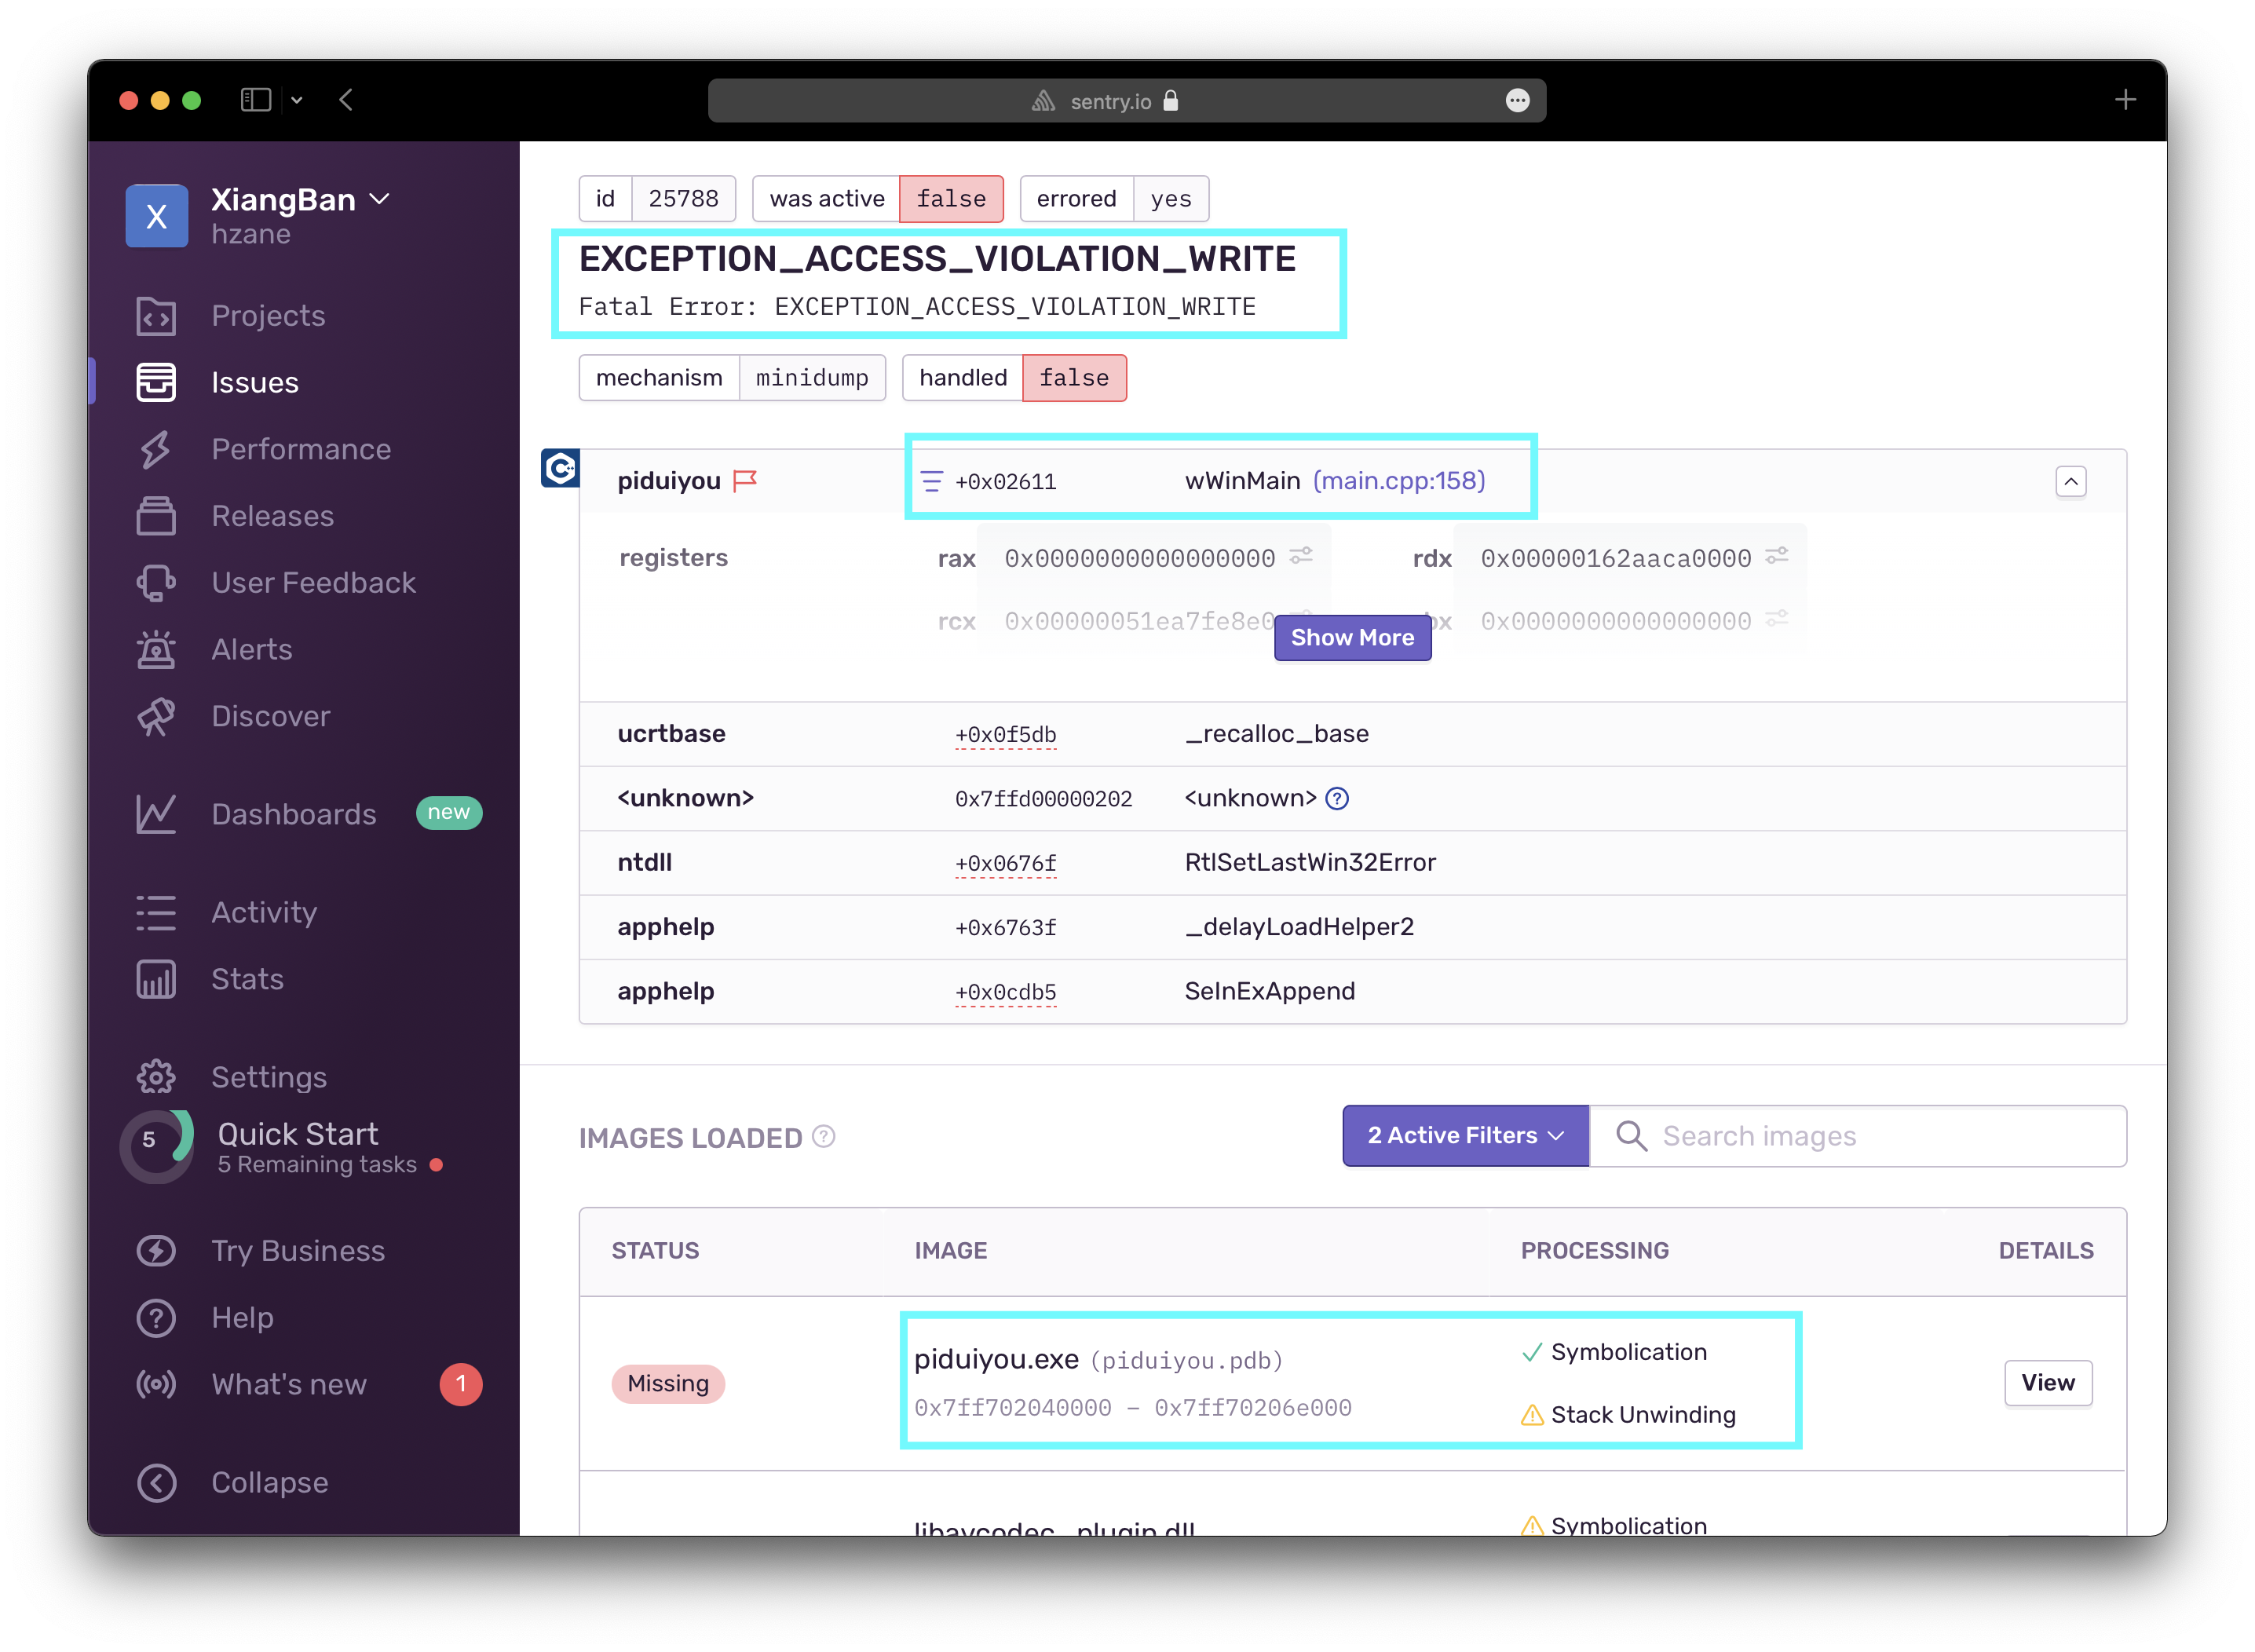 sentry.io
X
XiangBan
hzane
Projects
Issues
Performance
Releases
User Feedback
Alerts
Discover
Dashboards new
Activity
Stats
Settings
5
Quick Start
5 Remaining tasks
Try Business
Help
What's new 1
Collapse
id 25788 was active false errored yes
EXCEPTION_ACCESS_VIOLATION_WRITE
Fatal Error: EXCEPTION_ACCESS_VIOLATION_WRITE
mechanism minidump handled false
piduiyou +0x02611 wWinMain (main.cpp:158)
registers rax 0x0000000000000000 rdx 0x00000162aaca0000
rcx 0x00000051ea7fe8e0 0x0000000000000000
Show More
ucrtbase +0x0f5db _recalloc_base
<unknown> 0x7ffd00000202 <unknown> ?
ntdll +0x0676f RtlSetLastWin32Error
apphelp +0x6763f _delayLoadHelper2
apphelp +0x0cdb5 SeInExAppend
IMAGES LOADED ? 2 Active Filters Search images
STATUS IMAGE PROCESSING DETAILS
Missing piduiyou.exe (piduiyou.pdb) Symbolication View
0x7ff702040000 – 0x7ff70206e000 Stack Unwinding
libavcodec_plugin.dll Symbolication